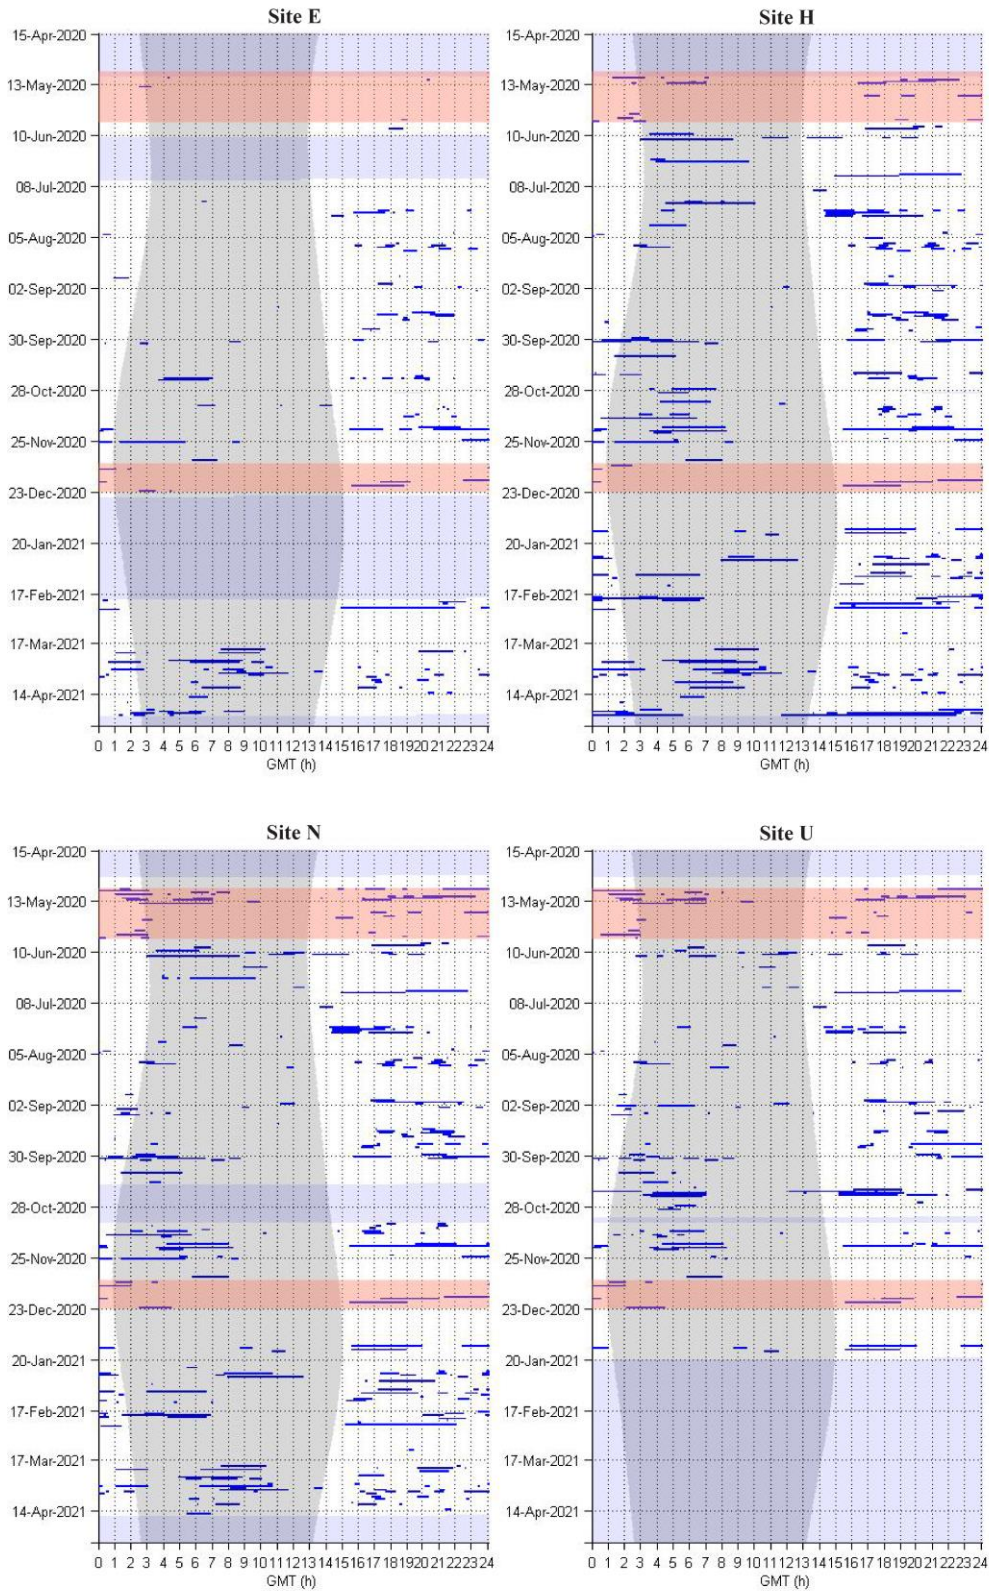 Site E
15-Apr-2020
13-May-2020
10-Jun-2020
08-Jul-2020
05-Aug-2020
02-Sep-2020
30-Sep-2020
28-Oct-2020
25-Nov-2020
23-Dec-2020
20-Jan-2021
17-Feb-2021
17-Mar-2021
14-Apr-2021
0 1 2 3 4 5 6 7 8 9 10 11 12 13 14 15 16 17 18 19 20 21 22 23 24
GMT (h)
Site H
15-Apr-2020
13-May-2020
10-Jun-2020
08-Jul-2020
05-Aug-2020
02-Sep-2020
30-Sep-2020
28-Oct-2020
25-Nov-2020
23-Dec-2020
20-Jan-2021
17-Feb-2021
17-Mar-2021
14-Apr-2021
0 1 2 3 4 5 6 7 8 9 10 11 12 13 14 15 16 17 18 19 20 21 22 23 24
GMT (h)
Site N
15-Apr-2020
13-May-2020
10-Jun-2020
08-Jul-2020
05-Aug-2020
02-Sep-2020
30-Sep-2020
28-Oct-2020
25-Nov-2020
23-Dec-2020
20-Jan-2021
17-Feb-2021
17-Mar-2021
14-Apr-2021
0 1 2 3 4 5 6 7 8 9 10 11 12 13 14 15 16 17 18 19 20 21 22 23 24
GMT (h)
Site U
15-Apr-2020
13-May-2020
10-Jun-2020
08-Jul-2020
05-Aug-2020
02-Sep-2020
30-Sep-2020
28-Oct-2020
25-Nov-2020
23-Dec-2020
20-Jan-2021
17-Feb-2021
17-Mar-2021
14-Apr-2021
0 1 2 3 4 5 6 7 8 9 10 11 12 13 14 15 16 17 18 19 20 21 22 23 24
GMT (h)